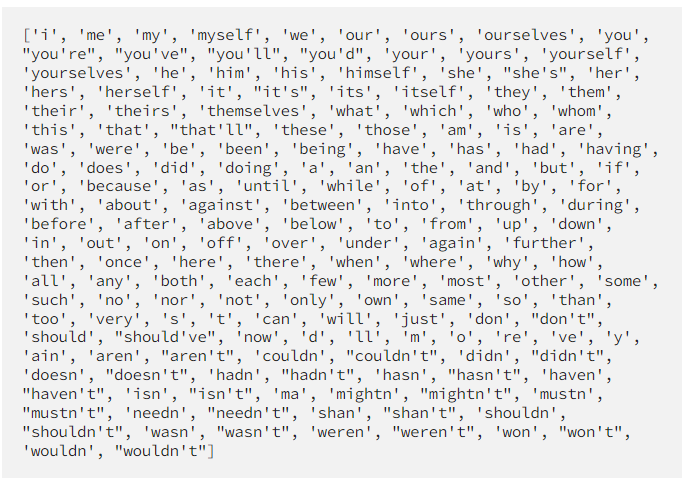 ['i', 'me', 'my', 'myself', 'we', 'our', 'ours', 'ourselves', 'you',
"you're", "you've", "you'll", "you'd", 'your', 'yours', 'yourself',
'yourselves', 'he', 'him', 'his', 'himself', 'she', "she's", 'her',
'hers', 'herself', 'it', "it's", 'its', 'itself', 'they', 'them',
'their', 'theirs', 'themselves', 'what', 'which', 'who', 'whom',
'this', 'that', "that'll", 'these', 'those', 'am', 'is', 'are',
'was', 'were', 'be', 'been', 'being', 'have', 'has', 'had', 'having',
'do', 'does', 'did', 'doing', 'a', 'an', 'the', 'and', 'but', 'if',
'or', 'because', 'as', 'until', 'while', 'of', 'at', 'by', 'for',
'with', 'about', 'against', 'between', 'into', 'through', 'during',
'before', 'after', 'above', 'below', 'to', 'from', 'up', 'down',
'in', 'out', 'on', 'off', 'over', 'under', 'again', 'further',
'then', 'once', 'here', 'there', 'when', 'where', 'why', 'how',
'all', 'any', 'both', 'each', 'few', 'more', 'most', 'other', 'some',
'such', 'no', 'nor', 'not', 'only', 'own', 'same', 'so', 'than',
'too', 'very', 's', 't', 'can', 'will', 'just', 'don', "don't",
'should', "should've", 'now', 'd', 'll', 'm', 'o', 're', 've', 'y',
'ain', 'aren', "aren't", 'couldn', "couldn't", 'didn', "didn't",
'doesn', "doesn't", 'hadn', "hadn't", 'hasn', "hasn't", 'haven',
"haven't", 'isn', "isn't", 'ma', 'mightn', "mightn't", 'mustn',
"mustn't", 'needn', "needn't", 'shan', "shan't", 'shouldn',
"shouldn't", 'wasn', "wasn't", 'weren', "weren't", 'won', "won't",
'wouldn', "wouldn't"]